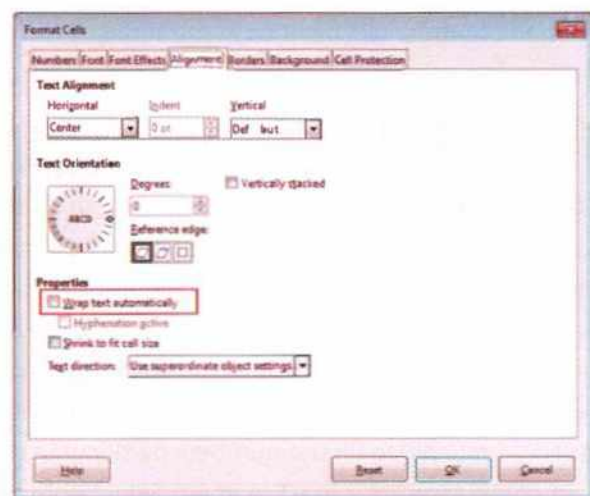 Format Cells
Numbers Font Font Effects Alignment Borders Background Cell Protection
Text Alignment
Horizontal Indent Vertical
Center 0 pt Def aut
Text Orientation
Degrees Vertically stacked
0
ABCD
Reference edge:
Properties
Wrap text automatically
Hyphenation active
Shrink to fit cell size
Text direction: Use superordinate object settings
Help Reset OK Cancel